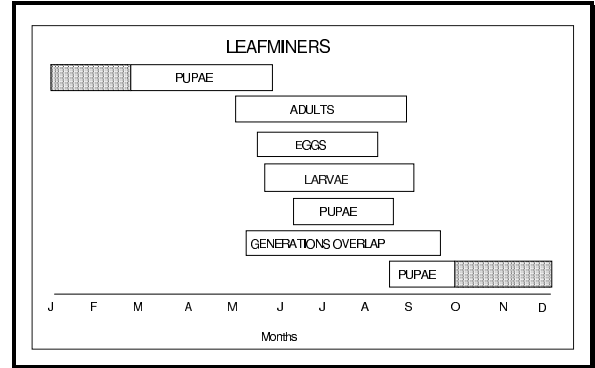 LEAFMINERS
PUPAE
ADULTS
EGGS
LARVAE
PUPAE
GENERATIONS OVERLAP
PUPAE
J F M A M J J A S O N D
Months